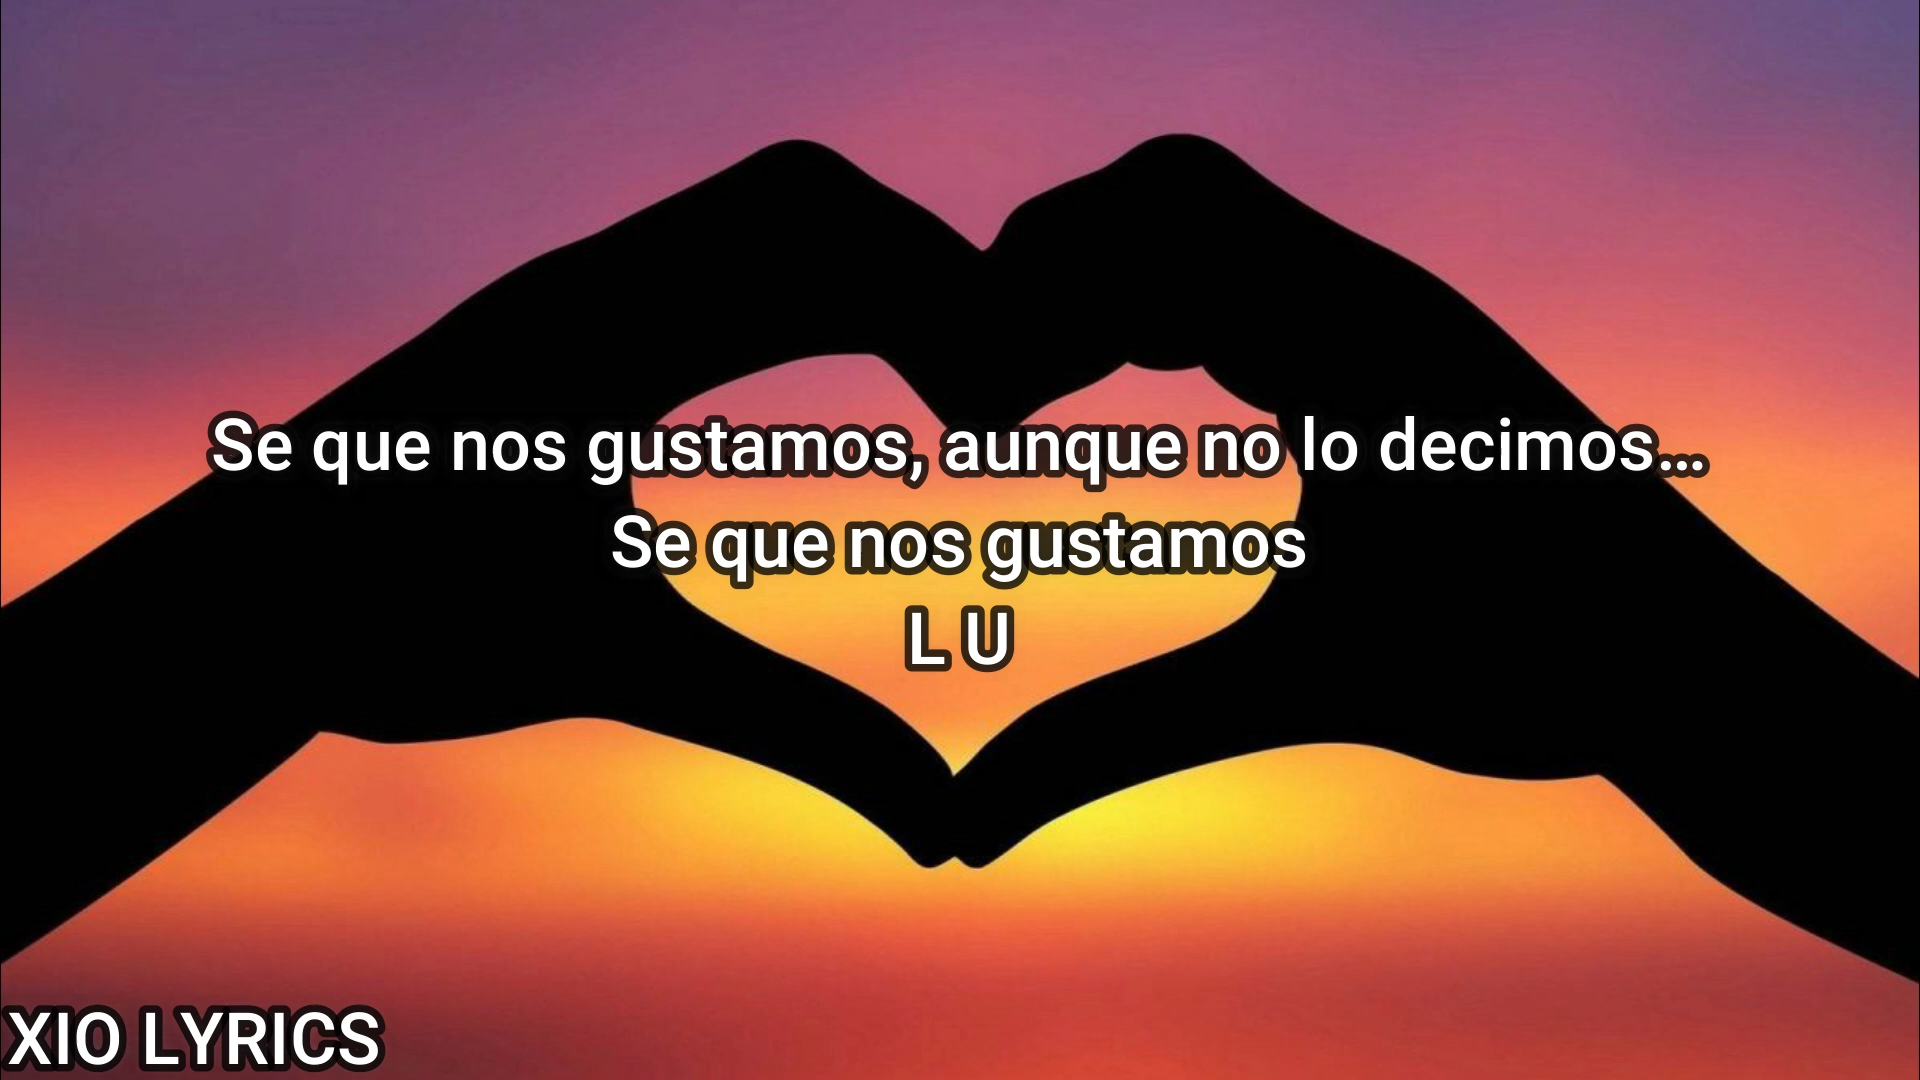 Se que nos gustamos, aunque no lo decimos...
Se que nos gustamos
L U
XIO LYRICS